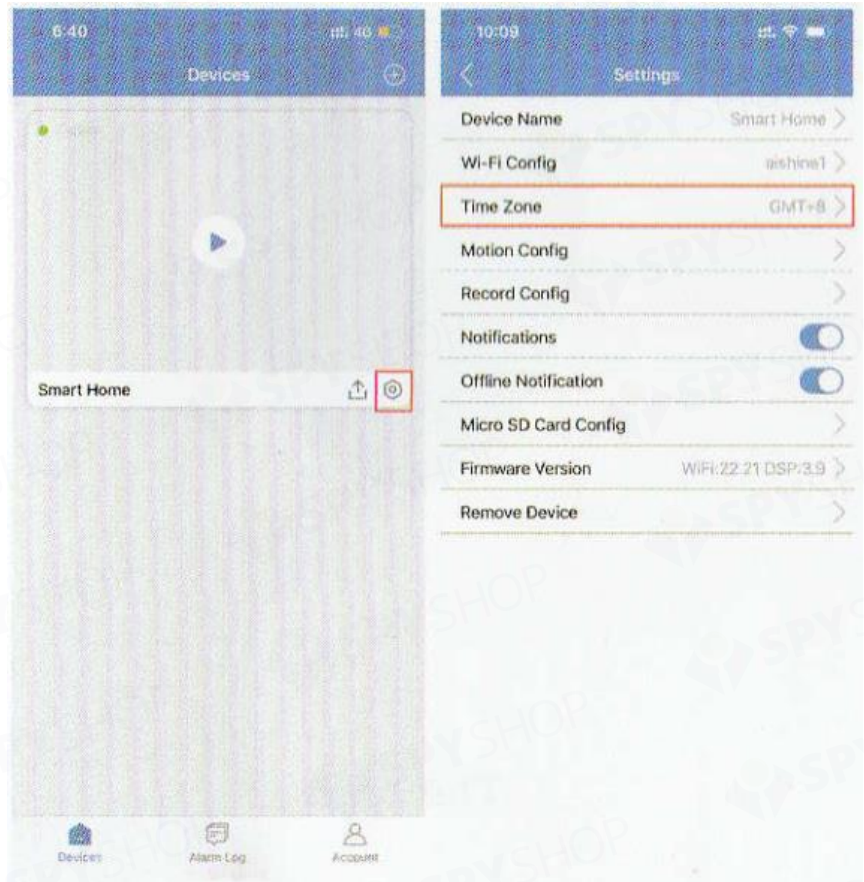 6:40
4G
Devices
Smart Home
Devices
Alarm Log
Account
10:09
Settings
Device Name Smart Home
Wi-Fi Config aishine1
Time Zone GMT+8
Motion Config
Record Config
Notifications
Offline Notification
Micro SD Card Config
Firmware Version WiFi:22.21 DSP:3.9
Remove Device
SPYSHOP